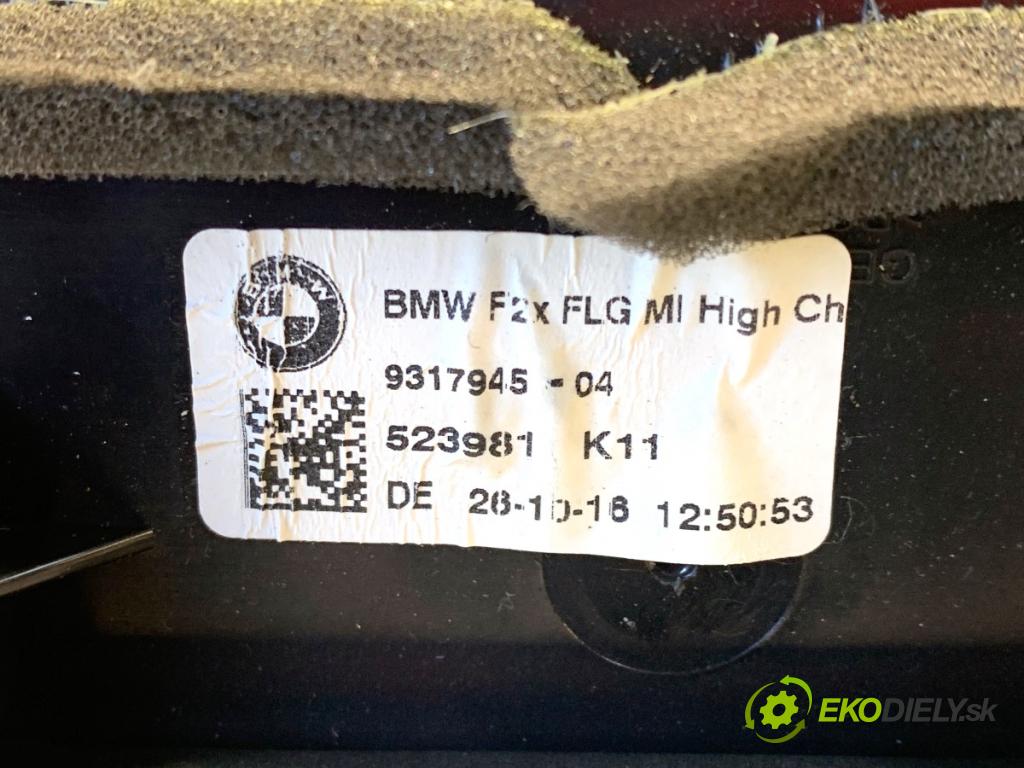 BMW
BMW F2x FLG MI High Ch
9317945 - 04
523981 K11
DE 26-10-16 12:50:53
EKODIELY.sk